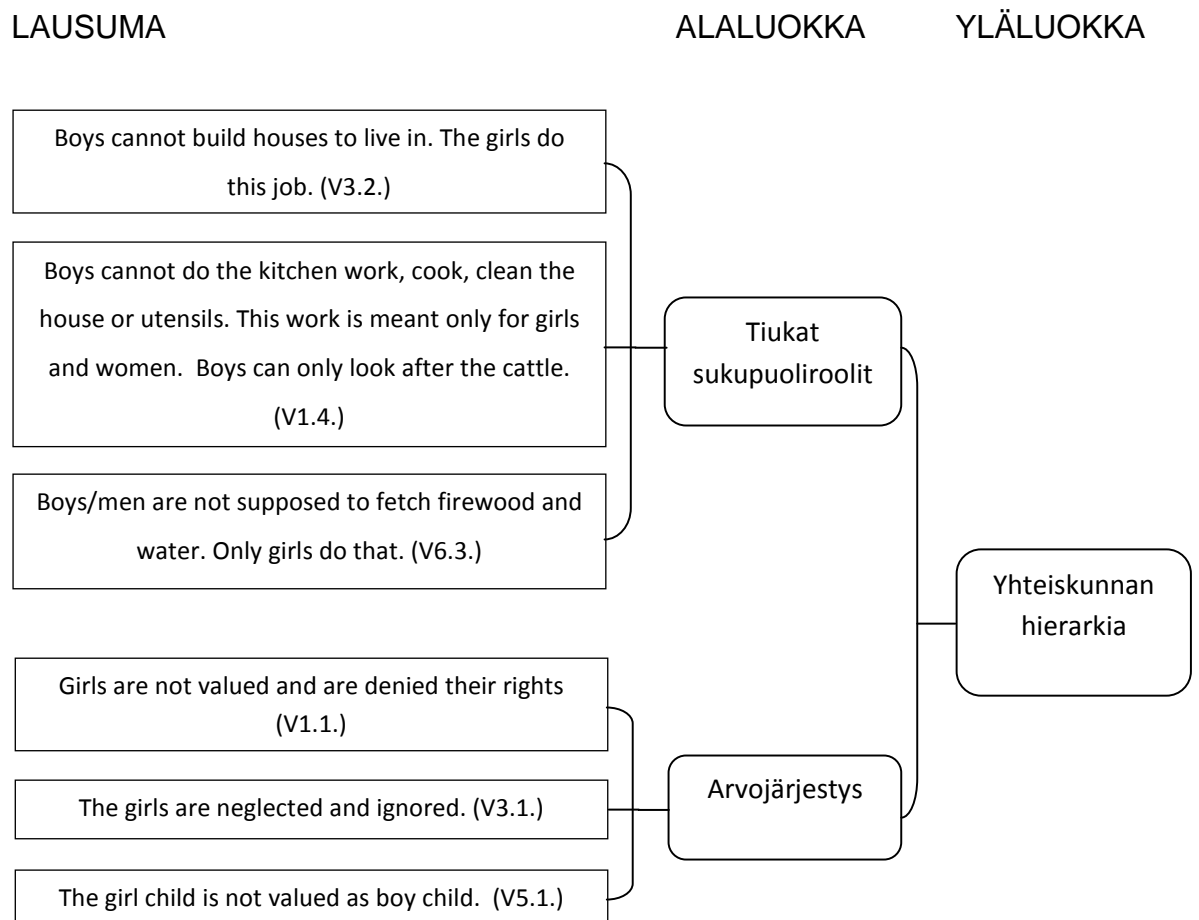 LAUSUMA ALALUOKKA YLÄLUOKKA
Boys cannot build houses to live in. The girls do
this job. (V3.2.)
Boys cannot do the kitchen work, cook, clean the
house or utensils. This work is meant only for girls
and women. Boys can only look after the cattle.
(V1.4.)
Tiukat
sukupuoliroolit
Boys/men are not supposed to fetch firewood and
water. Only girls do that. (V6.3.)
Yhteiskunnan
hierarkia
Girls are not valued and are denied their rights
(V1.1.)
The girls are neglected and ignored. (V3.1.)
Arvojärjestys
The girl child is not valued as boy child. (V5.1.)